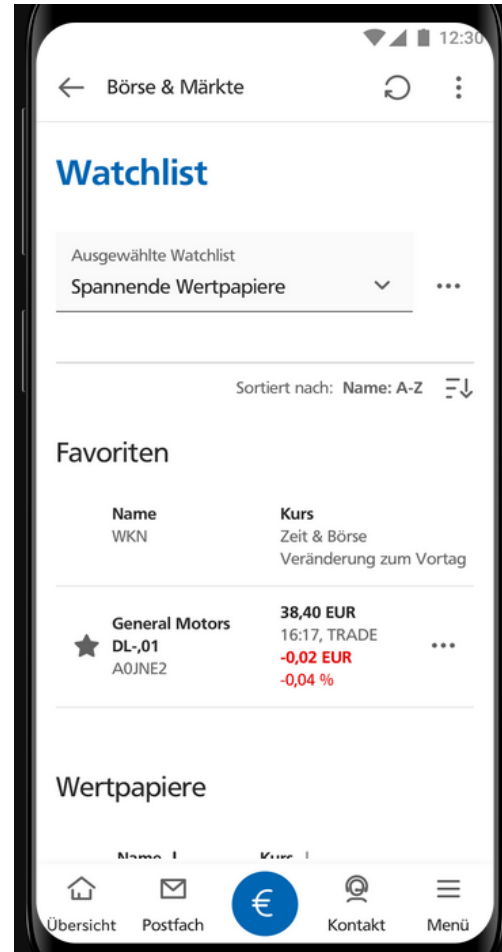 12:30
Börse & Märkte
Watchlist
Ausgewählte Watchlist
Spannende Wertpapiere
Sortiert nach: Name: A-Z
Favoriten
Name Kurs
WKN Zeit & Börse
Veränderung zum Vortag
General Motors 38,40 EUR
DL-,01 16:17, TRADE
A0JNE2 -0,02 EUR
-0,04 %
Wertpapiere
Name Kurs
€
Übersicht Postfach Kontakt Menü